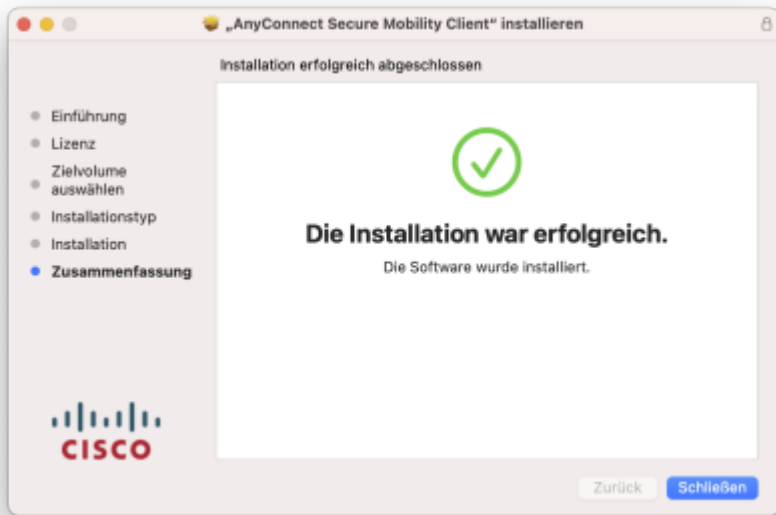 „AnyConnect Secure Mobility Client“ installieren
Installation erfolgreich abgeschlossen
Einführung
Lizenz
Zielvolume
auswählen
Installationstyp
Installation
Zusammenfassung
Die Installation war erfolgreich.
Die Software wurde installiert.
CISCO
Zurück
Schließen